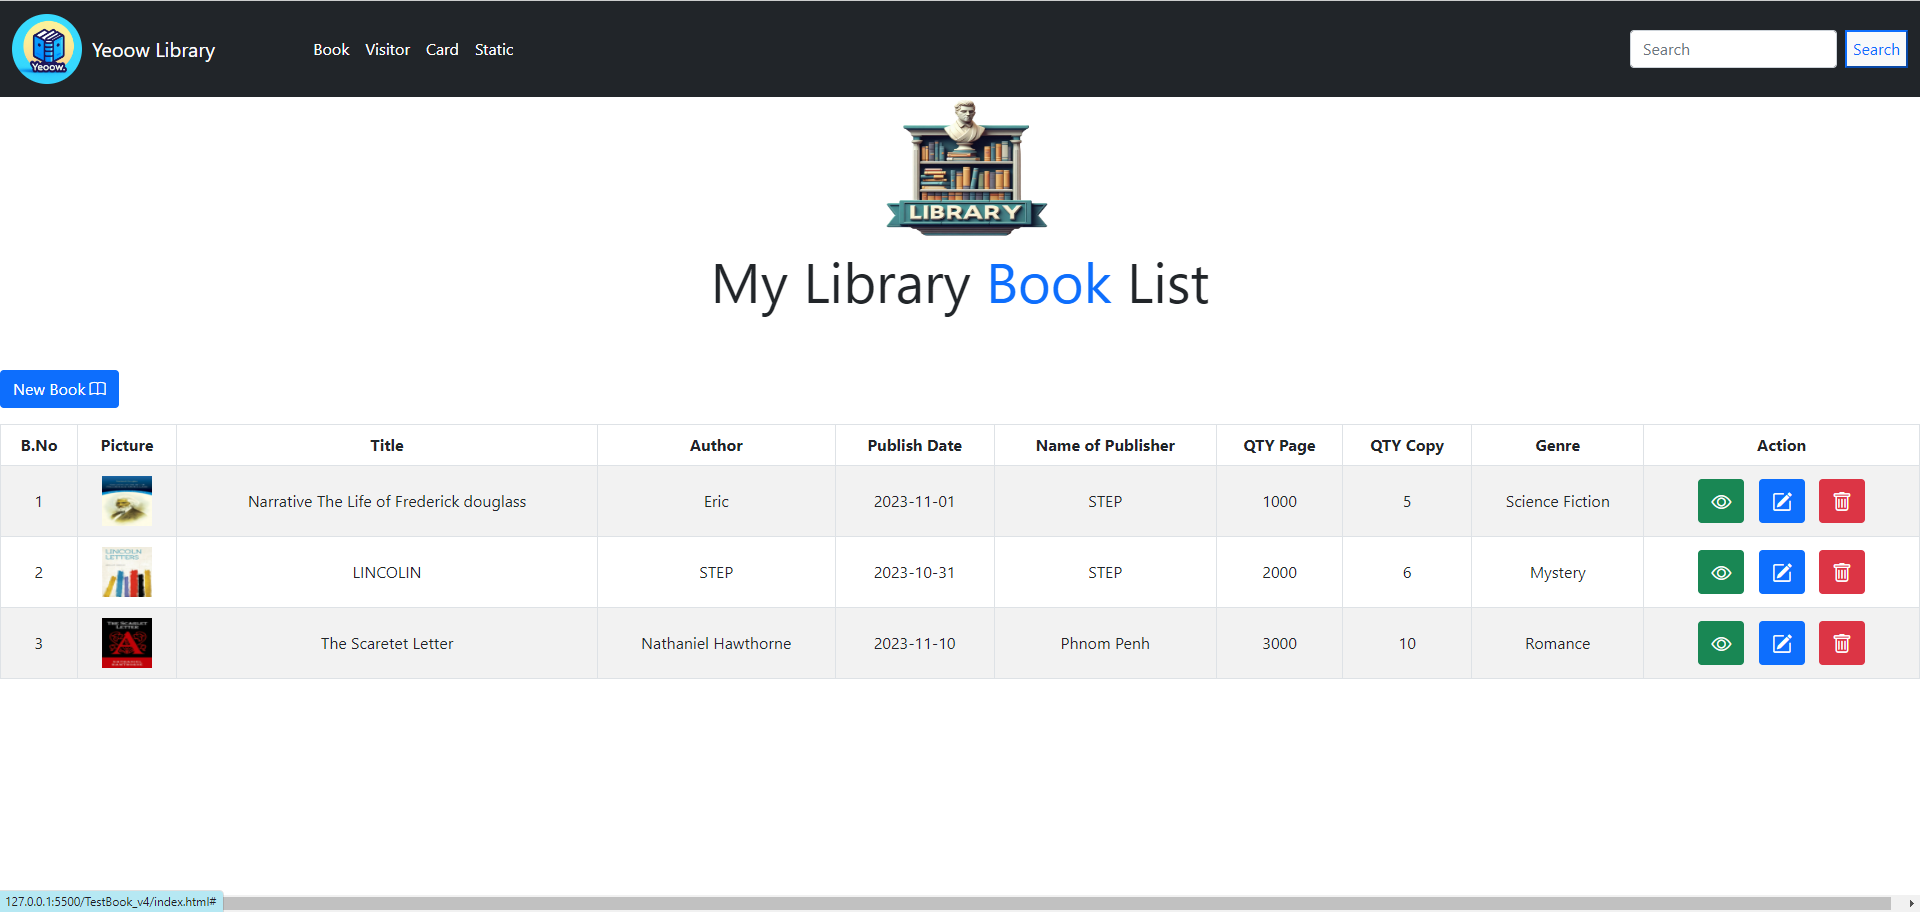 Yeoow.
Yeoow Library
Book Visitor Card Static
Search Search
LIBRARY
My Library Book List
New Book
B.No Picture Title Author Publish Date Name of Publisher QTY Page QTY Copy Genre Action
1 Narrative The Life of Frederick douglass Eric 2023-11-01 STEP 1000 5 Science Fiction
LINCOLN
LETTERS
2 LINCOLIN STEP 2023-10-31 STEP 2000 6 Mystery
THE SCARLET
LETTER
A
3 The Scaretet Letter Nathaniel Hawthorne 2023-11-10 Phnom Penh 3000 10 Romance
127.0.0.1:5500/TestBook_v4/index.html#